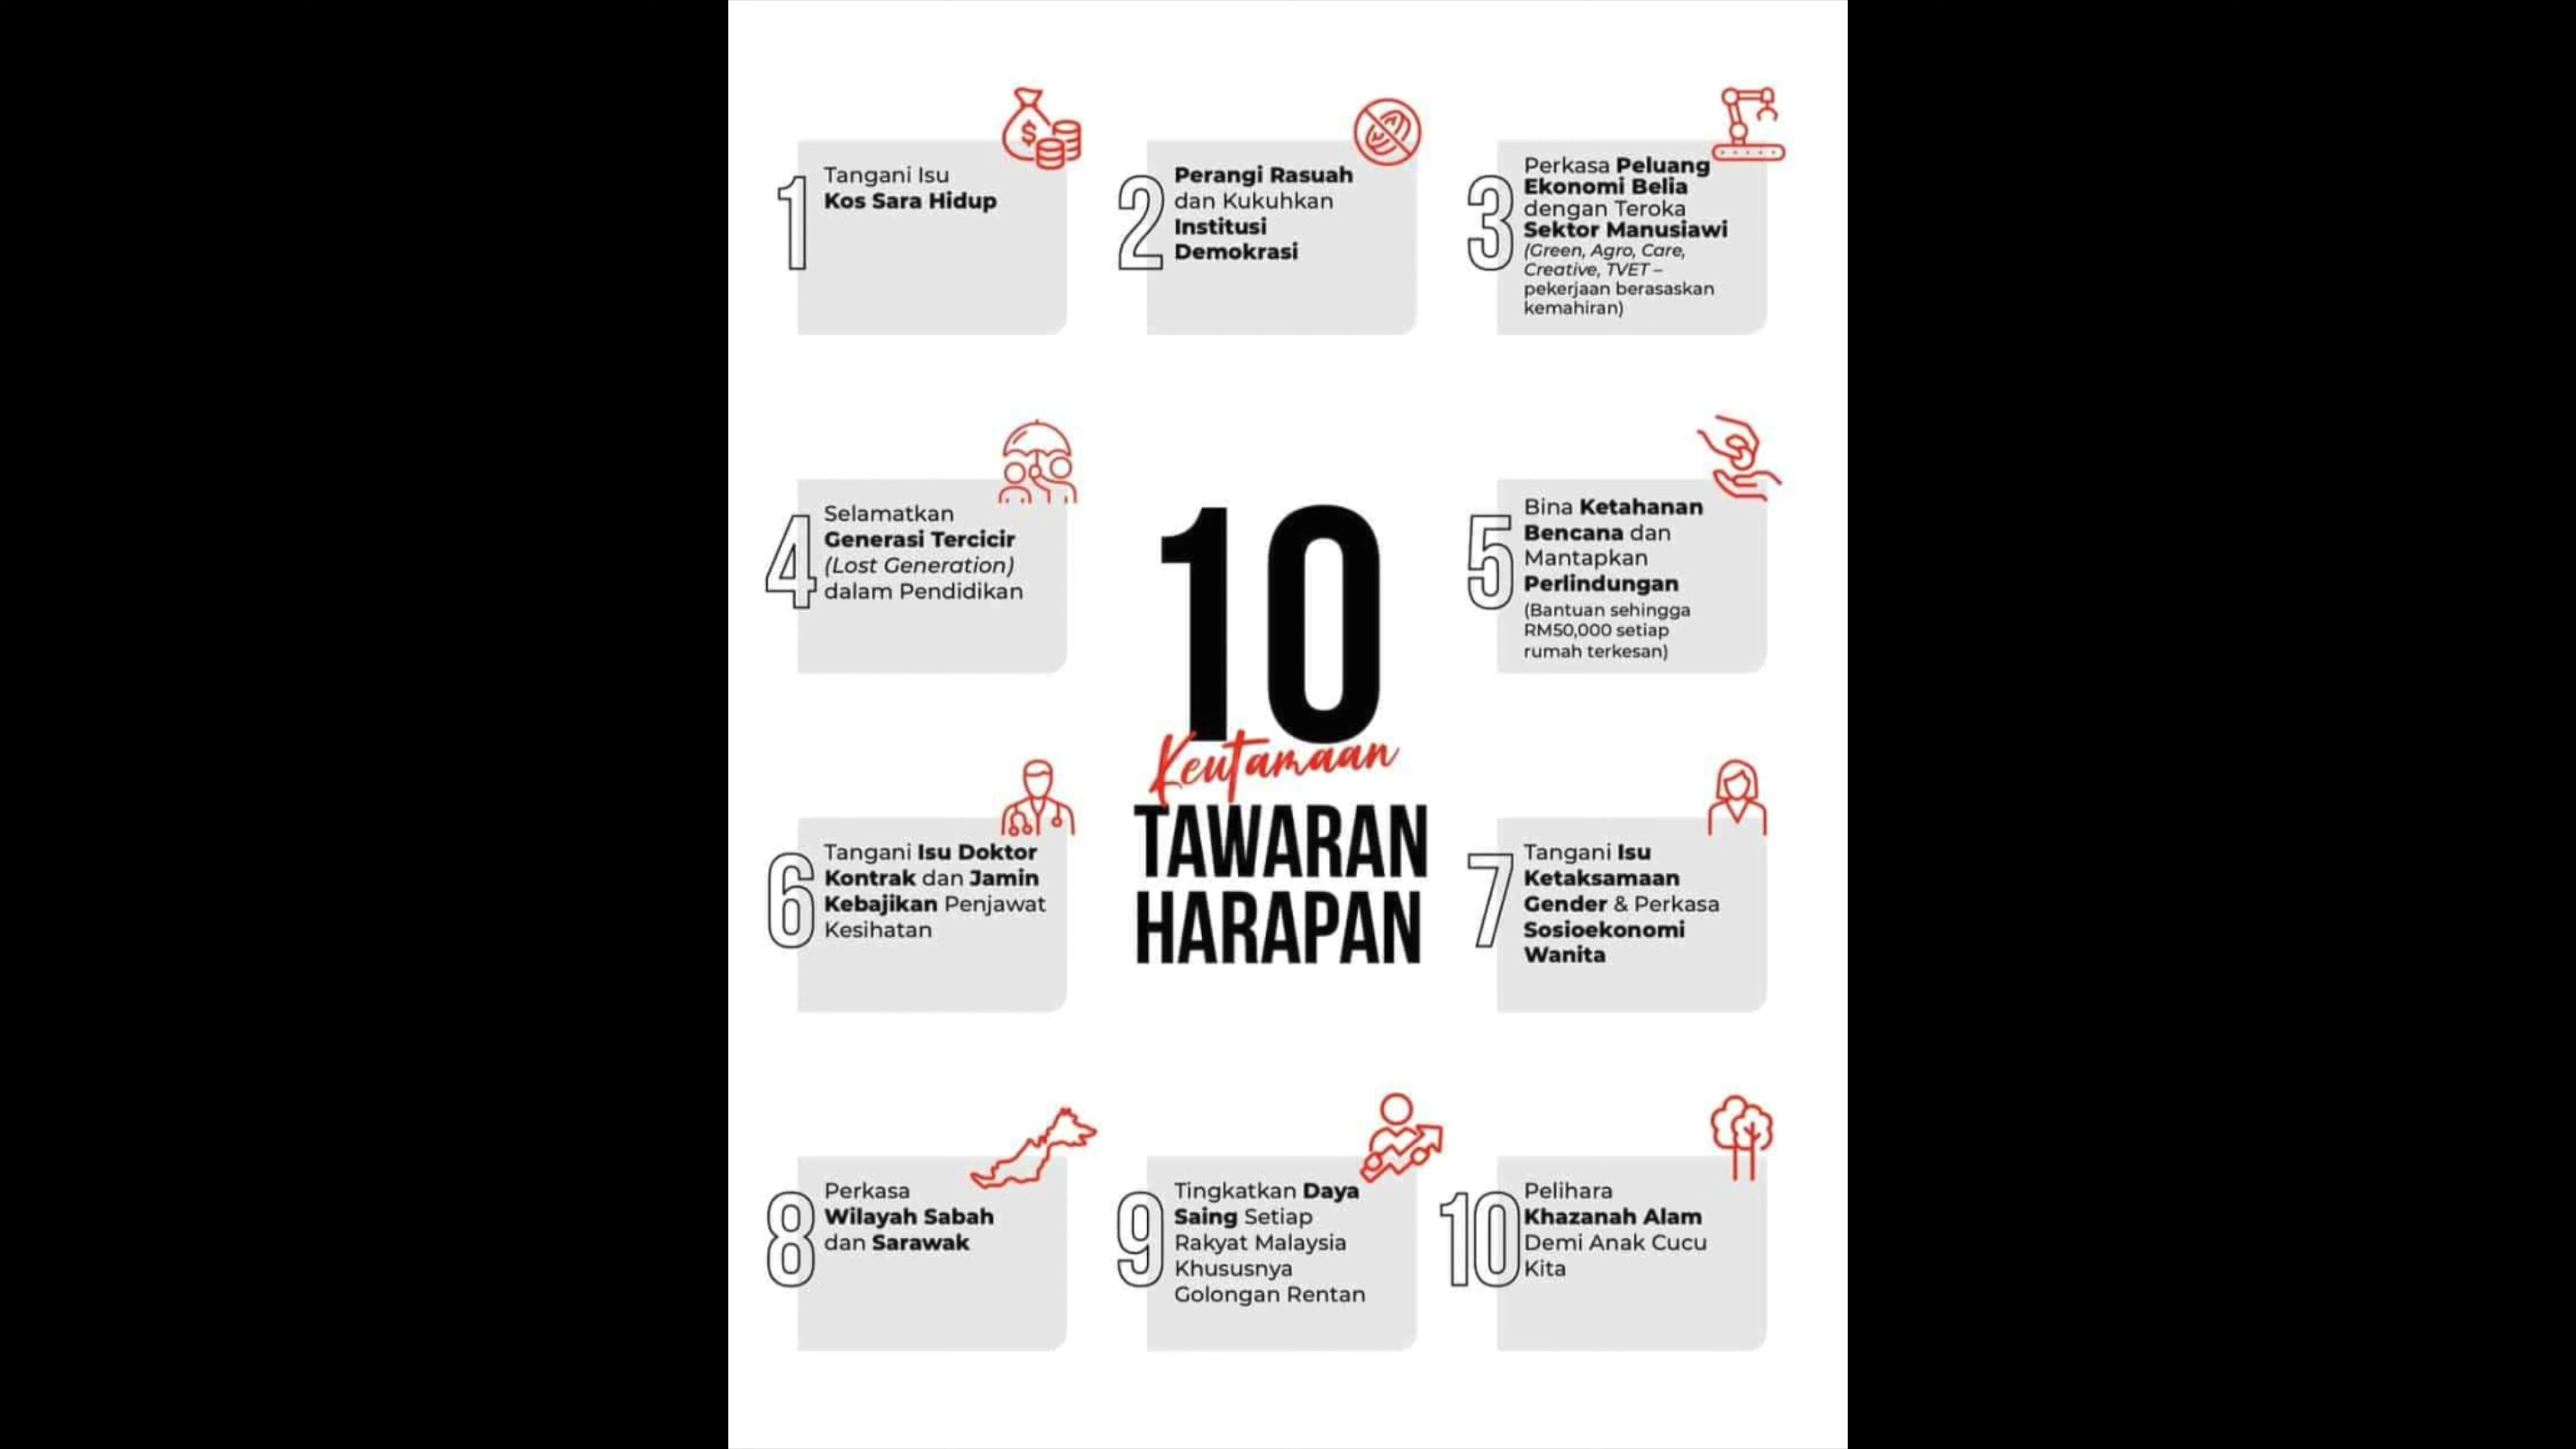 1
Tangani Isu
Kos Sara Hidup
2
Perangi Rasuah
dan Kukuhkan
Institusi
Demokrasi
3
Perkasa Peluang
Ekonomi Belia
dengan Teroka
Sektor Manusiawi
(Green, Agro, Care,
Creative, TVET –
pekerjaan berasaskan
kemahiran)
4
Selamatkan
Generasi Tercicir
(Lost Generation)
dalam Pendidikan
10
Keutamaan
TAWARAN
HARAPAN
5
Bina Ketahanan
Bencana dan
Mantapkan
Perlindungan
(Bantuan sehingga
RM50,000 setiap
rumah terkesan)
6
Tangani Isu Doktor
Kontrak dan Jamin
Kebajikan Penjawat
Kesihatan
7
Tangani Isu
Ketaksamaan
Gender & Perkasa
Sosioekonomi
Wanita
8
Perkasa
Wilayah Sabah
dan Sarawak
9
Tingkatkan Daya
Saing Setiap
Rakyat Malaysia
Khususnya
Golongan Rentan
10
Pelihara
Khazanah Alam
Demi Anak Cucu
Kita